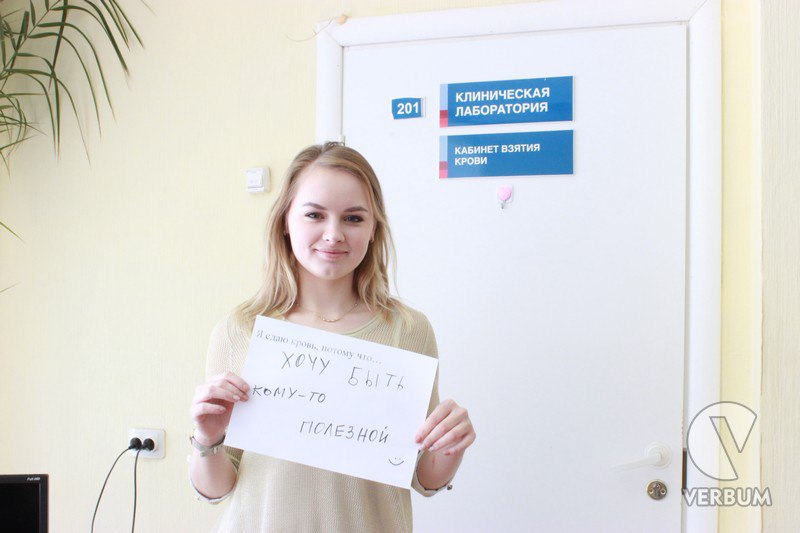 201
КЛИНИЧЕСКАЯ
ЛАБОРАТОРИЯ
КАБИНЕТ ВЗЯТИЯ
КРОВИ
Я сдаю кровь, потому что...
ХОЧУ БЫТЬ
КОМУ-ТО
ПОЛЕЗНОЙ
VERBUM